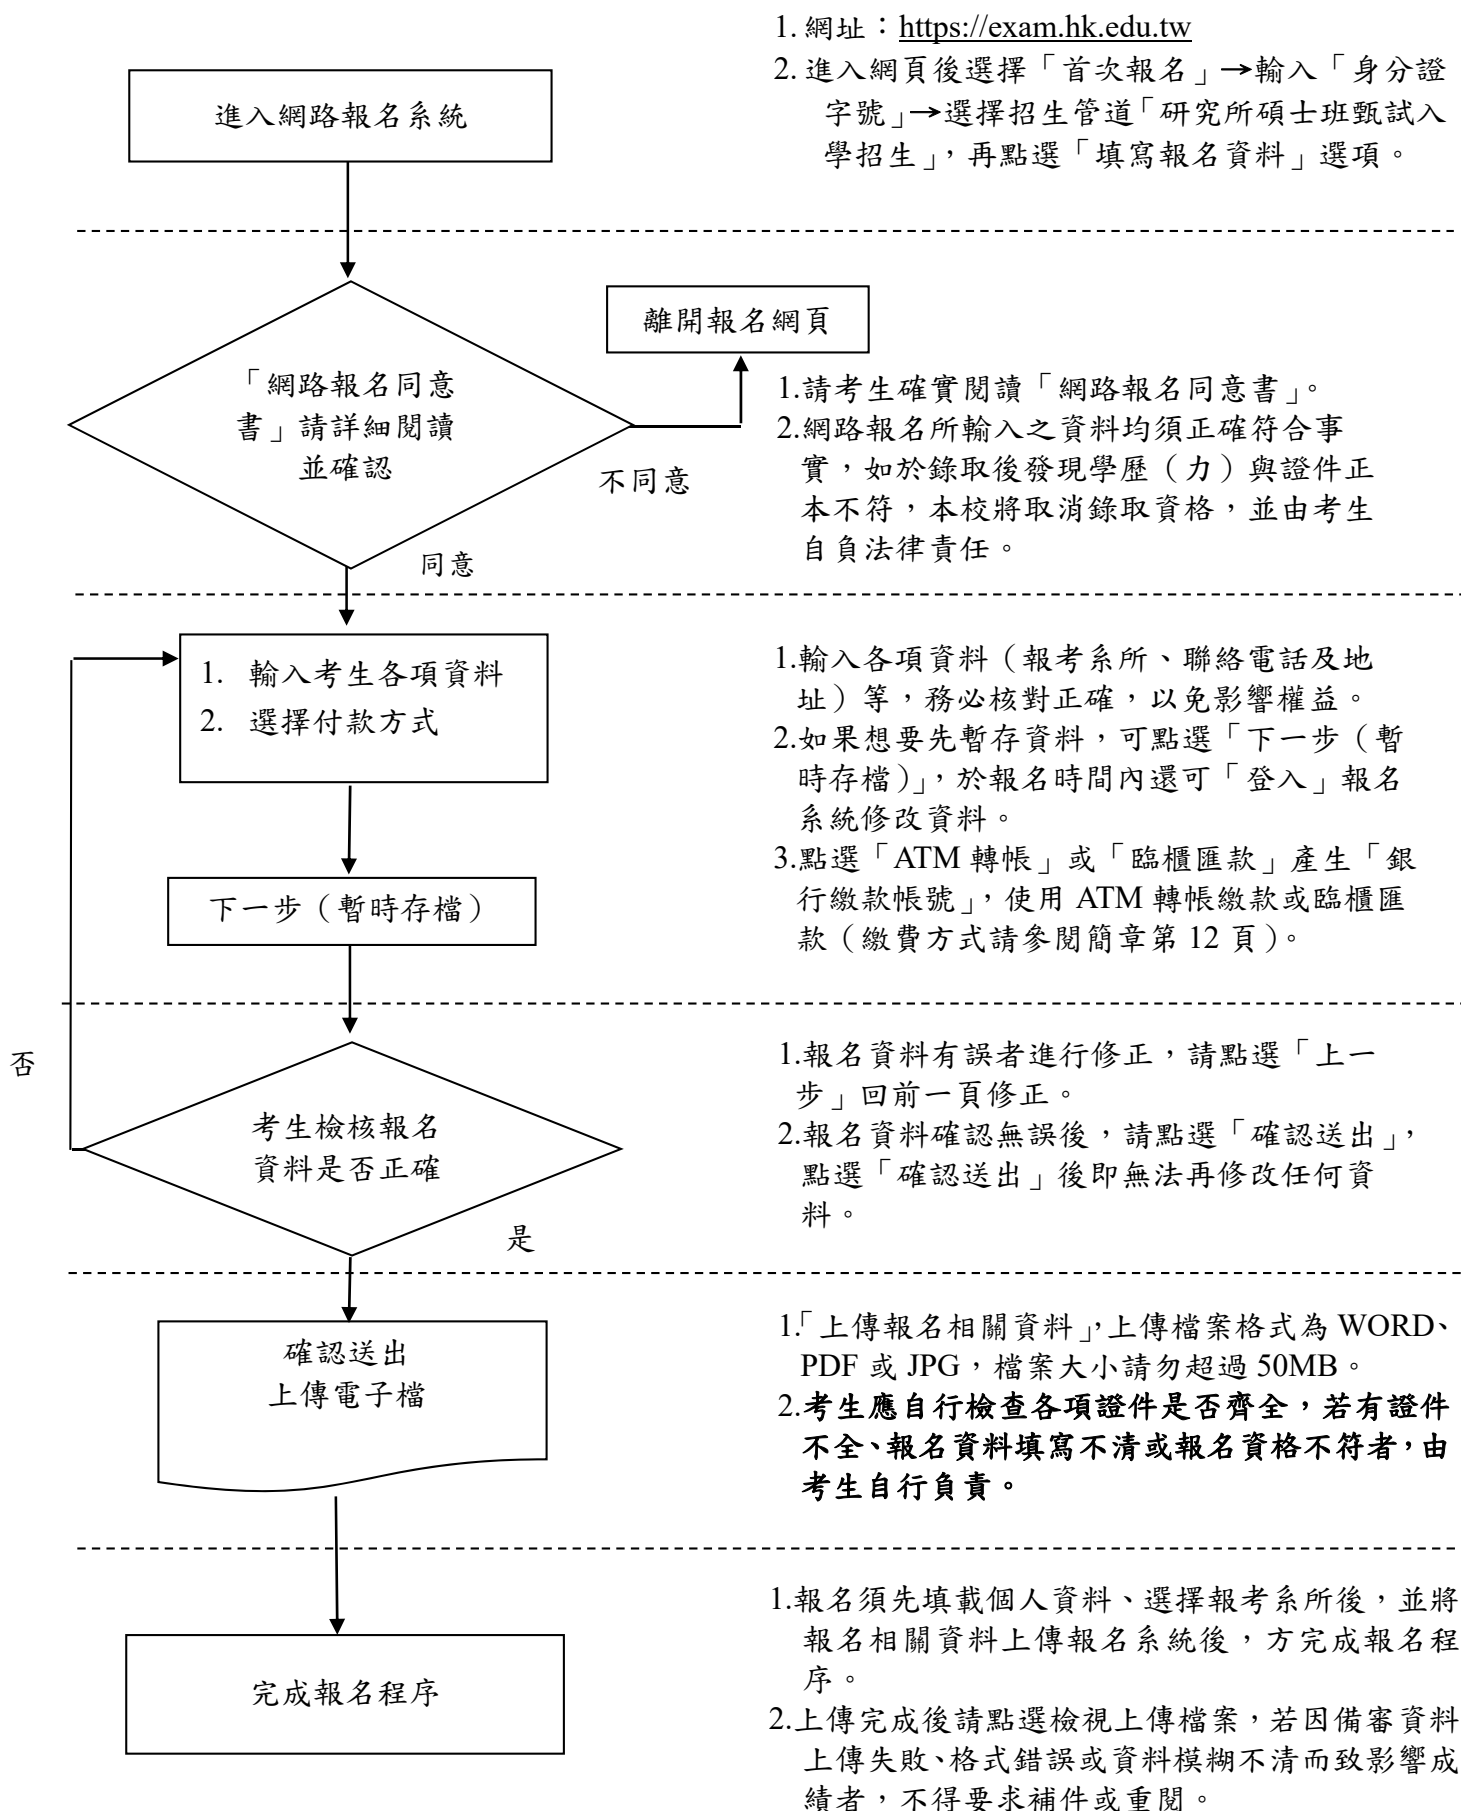 1. 網址：https://exam.hk.edu.tw
2. 進入網頁後選擇「首次報名」→輸入「身分證
字號」→選擇招生管道「研究所碩士班甄試入
學招生」，再點選「填寫報名資料」選項。
進入網路報名系統
離開報名網頁
「網路報名同意
書」請詳細閱讀
並確認
不同意
同意
1.請考生確實閱讀「網路報名同意書」。
2.網路報名所輸入之資料均須正確符合事
實，如於錄取後發現學歷（力）與證件正
本不符，本校將取消錄取資格，並由考生
自負法律責任。
1. 輸入考生各項資料
2. 選擇付款方式
下一步（暫時存檔）
1.輸入各項資料（報考系所、聯絡電話及地
址）等，務必核對正確，以免影響權益。
2.如果想要先暫存資料，可點選「下一步（暫
時存檔）」，於報名時間內還可「登入」報名
系統修改資料。
3.點選「ATM 轉帳」或「臨櫃匯款」產生「銀
行繳款帳號」，使用 ATM 轉帳繳款或臨櫃匯
款（繳費方式請參閱簡章第 12 頁）。
否
考生檢核報名
資料是否正確
是
1.報名資料有誤者進行修正，請點選「上一
步」回前一頁修正。
2.報名資料確認無誤後，請點選「確認送出」，
點選「確認送出」後即無法再修改任何資
料。
確認送出
上傳電子檔
1.「上傳報名相關資料」，上傳檔案格式為 WORD、
PDF 或 JPG，檔案大小請勿超過 50MB。
2.考生應自行檢查各項證件是否齊全，若有證件
不全、報名資料填寫不清或報名資格不符者，由
考生自行負責。
完成報名程序
1.報名須先填載個人資料、選擇報考系所後，並將
報名相關資料上傳報名系統後，方完成報名程
序。
2.上傳完成後請點選檢視上傳檔案，若因備審資料
上傳失敗、格式錯誤或資料模糊不清而致影響成
績者，不得要求補件或重閱。